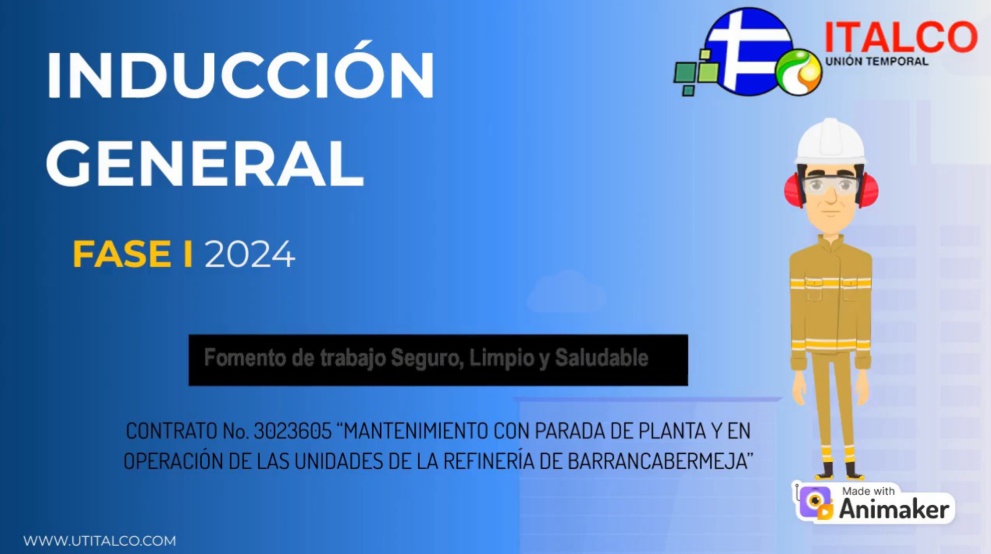 INDUCCIÓN
GENERAL
FASE I 2024
ITALCO
UNIÓN TEMPORAL
Fomento de trabajo Seguro, Limpio y Saludable
CONTRATO No. 3023605 “MANTENIMIENTO CON PARADA DE PLANTA Y EN
OPERACIÓN DE LAS UNIDADES DE LA REFINERÍA DE BARRANCABERMEJA”
Made with
Animaker
WWW.UTITALCO.COM